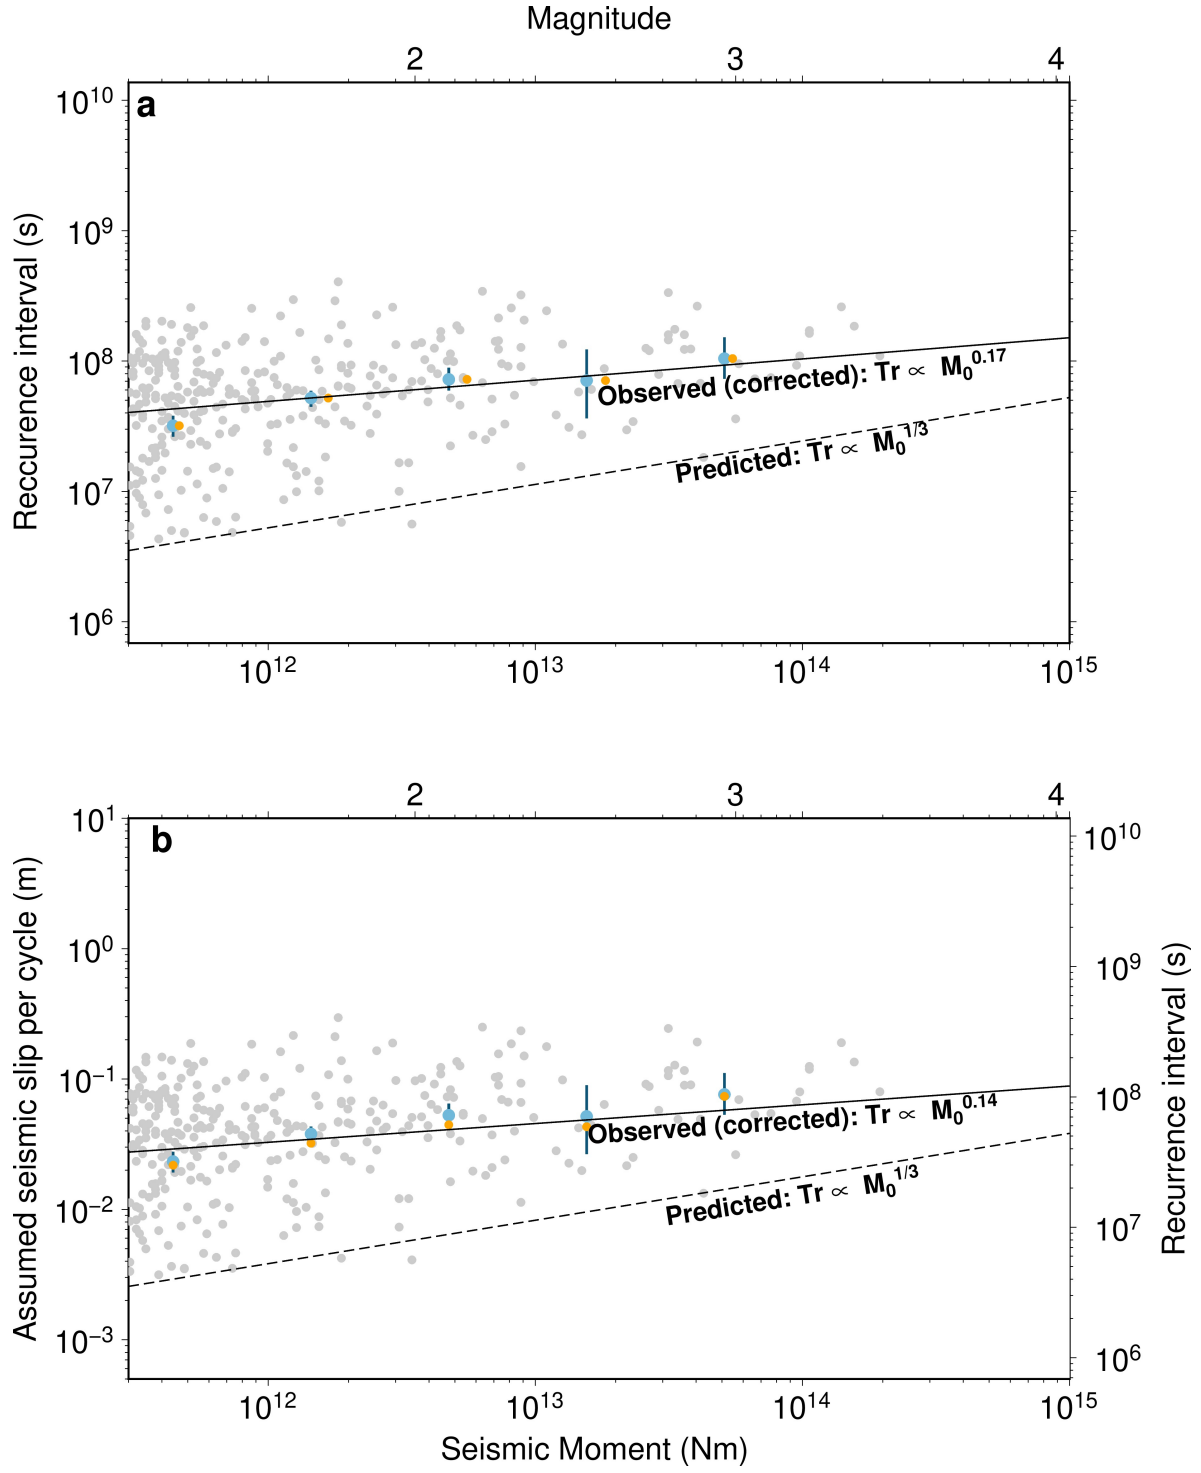 Magnitude
2 3 4
a
10^10
10^9
10^8
10^7
10^6
Reccurence interval (s)
Observed (corrected): Tr ∝ M_0^0.17
Predicted: Tr ∝ M_0^1/3
10^12 10^13 10^14 10^15
2 3 4
b
10^1
10^0
10^−1
10^−2
10^−3
Assumed seismic slip per cycle (m)
Observed (corrected): Tr ∝ M_0^0.14
Predicted: Tr ∝ M_0^1/3
10^10
10^9
10^8
10^7
10^6
Recurrence interval (s)
10^12 10^13 10^14 10^15
Seismic Moment (Nm)